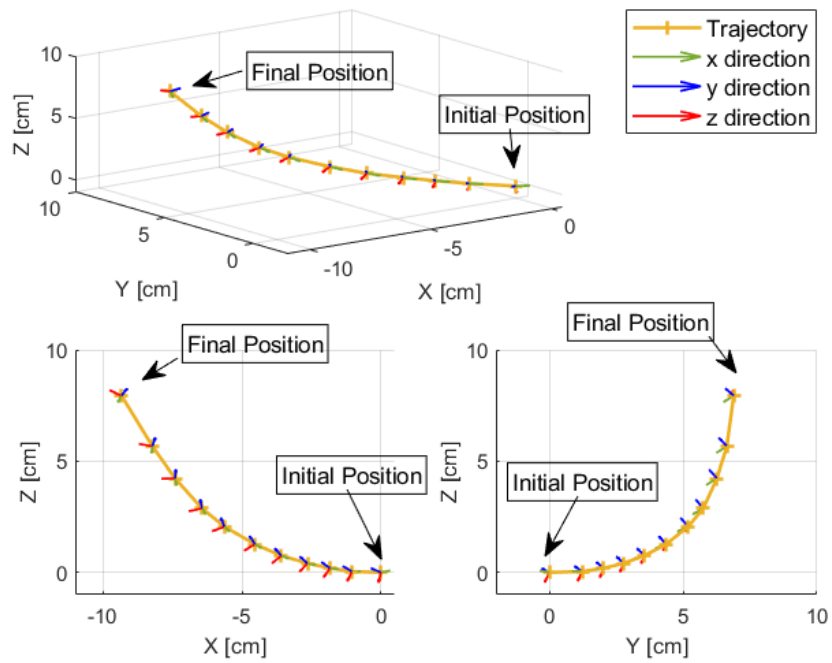 10
5
0
Z [cm]
Final Position
Initial Position
10
5
0
Y [cm]
-10
-5
0
X [cm]
Trajectory
x direction
y direction
z direction
10
5
0
Z [cm]
Final Position
Initial Position
-10
-5
0
X [cm]
Final Position
10
5
0
Z [cm]
Initial Position
0
5
10
Y [cm]